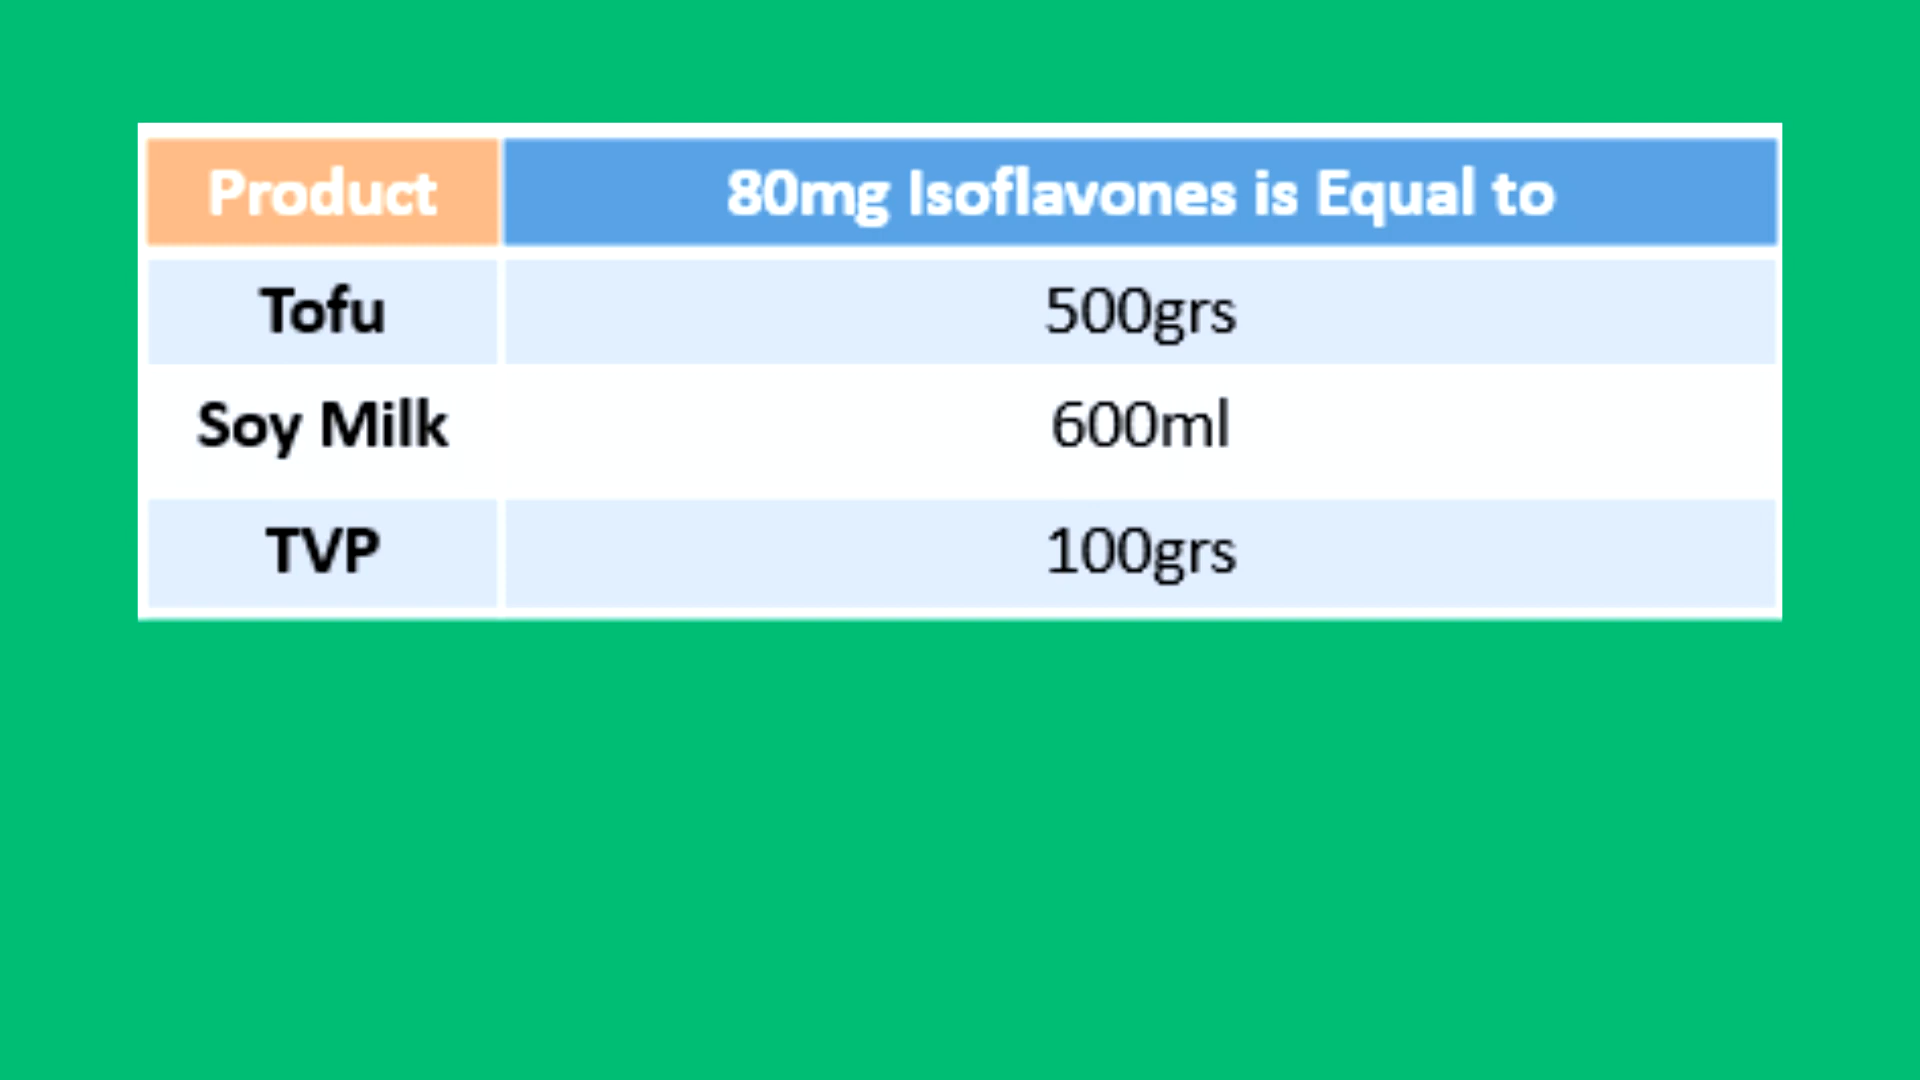 Product 80mg Isoflavones is Equal to
Tofu 500grs
Soy Milk 600ml
TVP 100grs